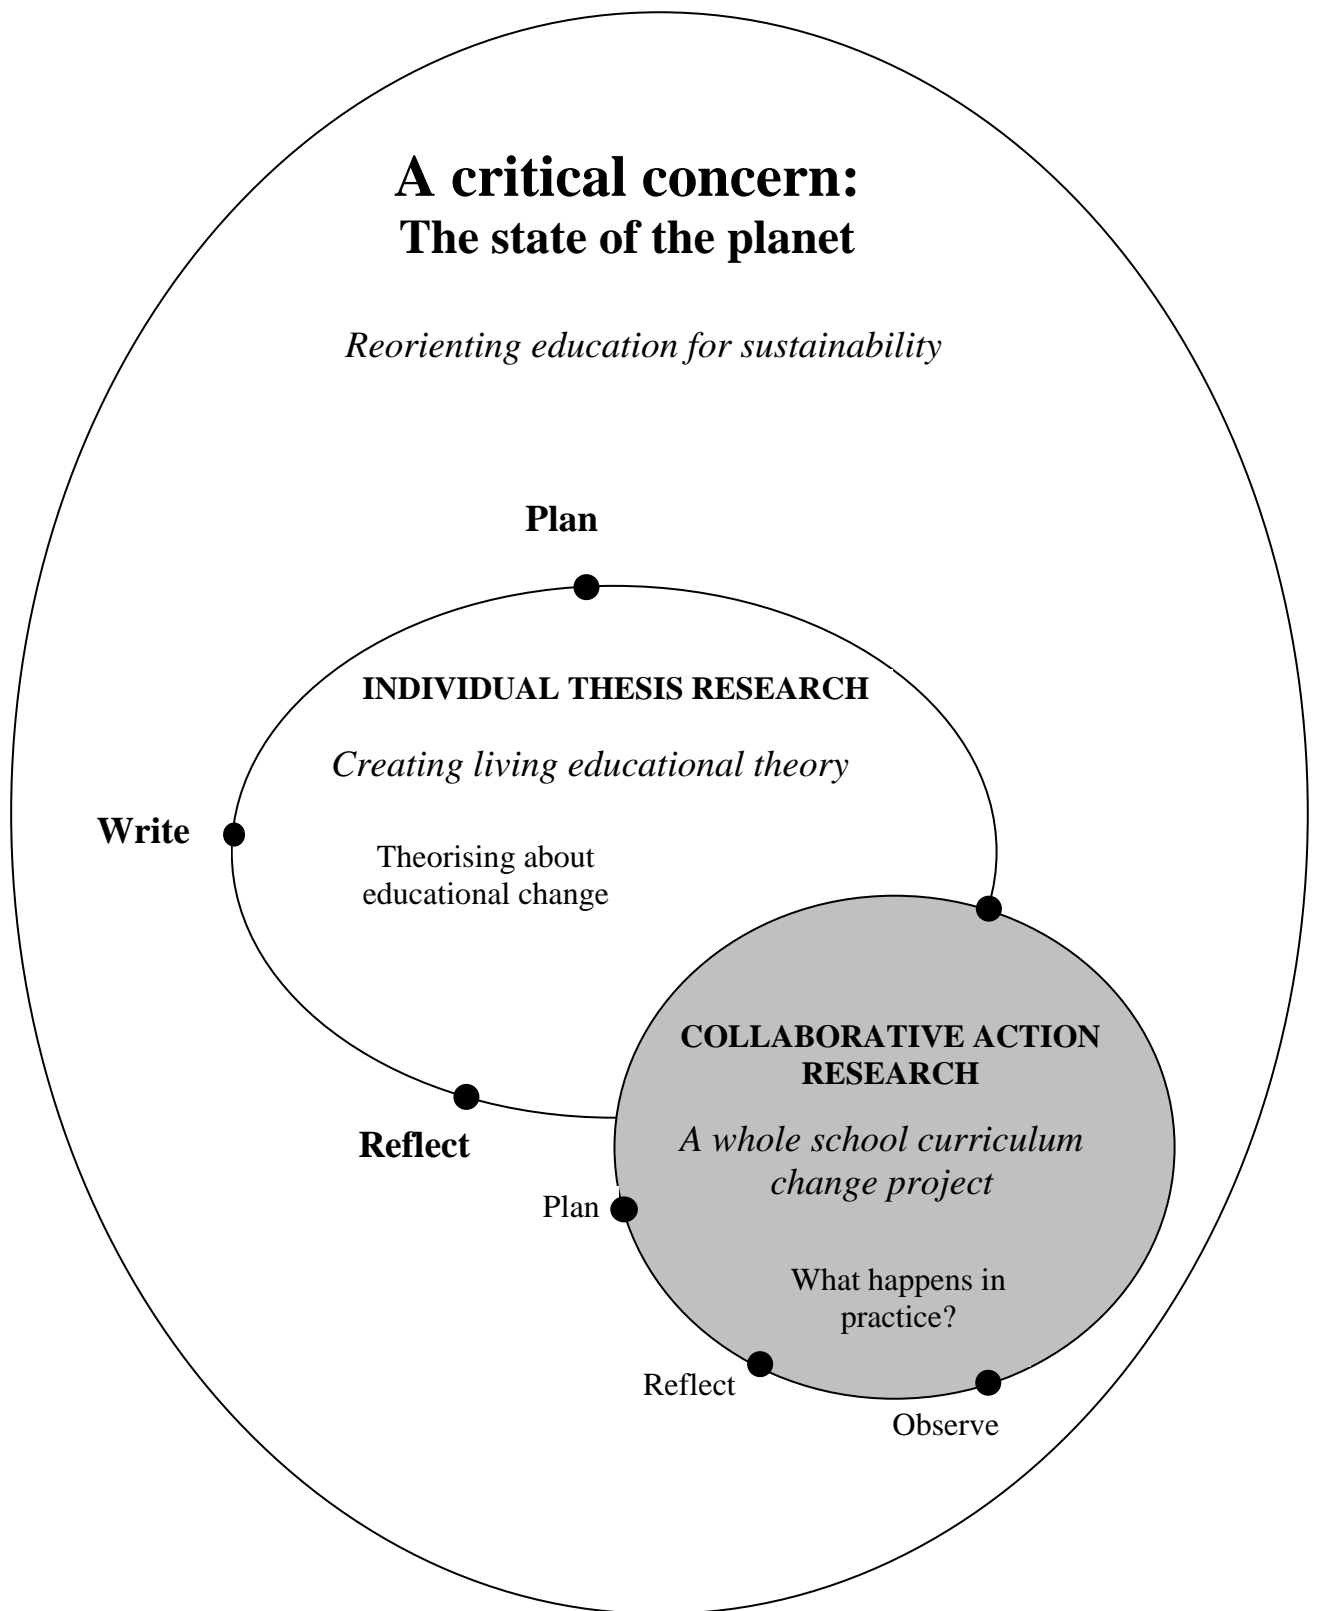 A critical concern:
The state of the planet
Reorienting education for sustainability
Plan
INDIVIDUAL THESIS RESEARCH
Creating living educational theory
Write
Theorising about
educational change
COLLABORATIVE ACTION
RESEARCH
A whole school curriculum
change project
Reflect
Plan
What happens in
practice?
Reflect
Observe